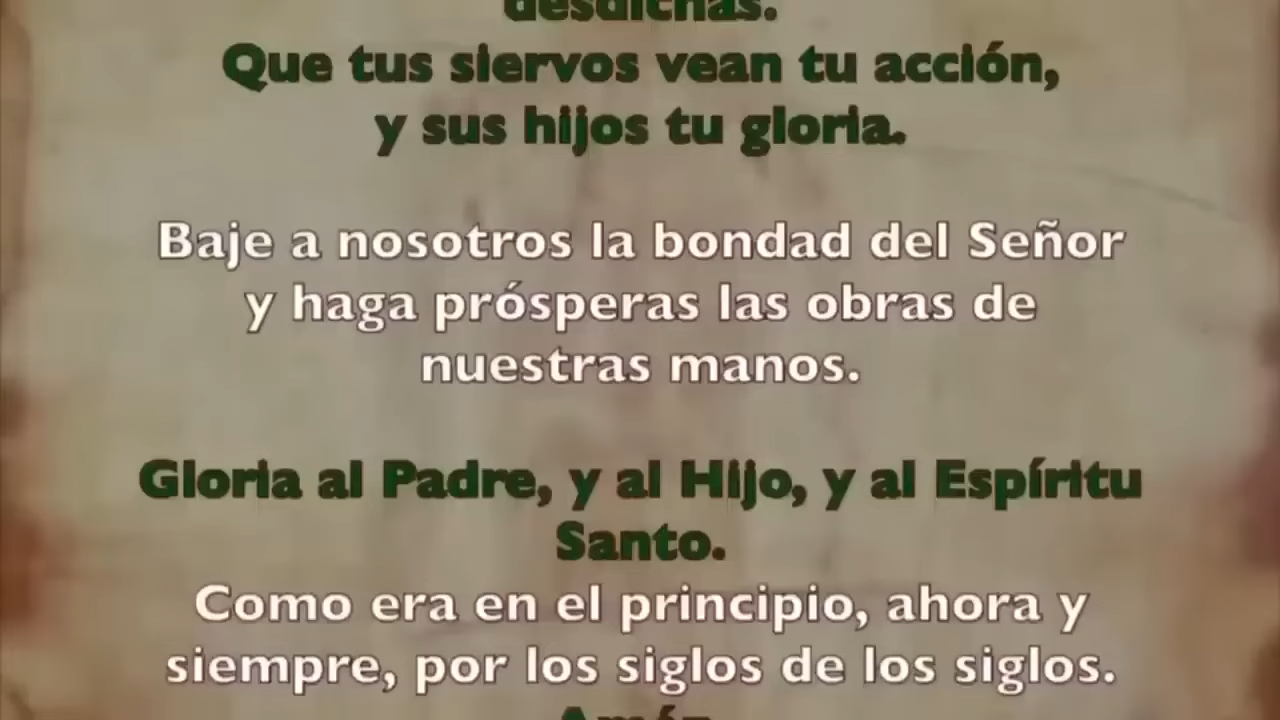 desdichas.
Que tus siervos vean tu acción,
y sus hijos tu gloria.
Baje a nosotros la bondad del Señor
y haga prósperas las obras de
nuestras manos.
Gloria al Padre, y al Hijo, y al Espíritu
Santo.
Como era en el principio, ahora y
siempre, por los siglos de los siglos.
Amén.